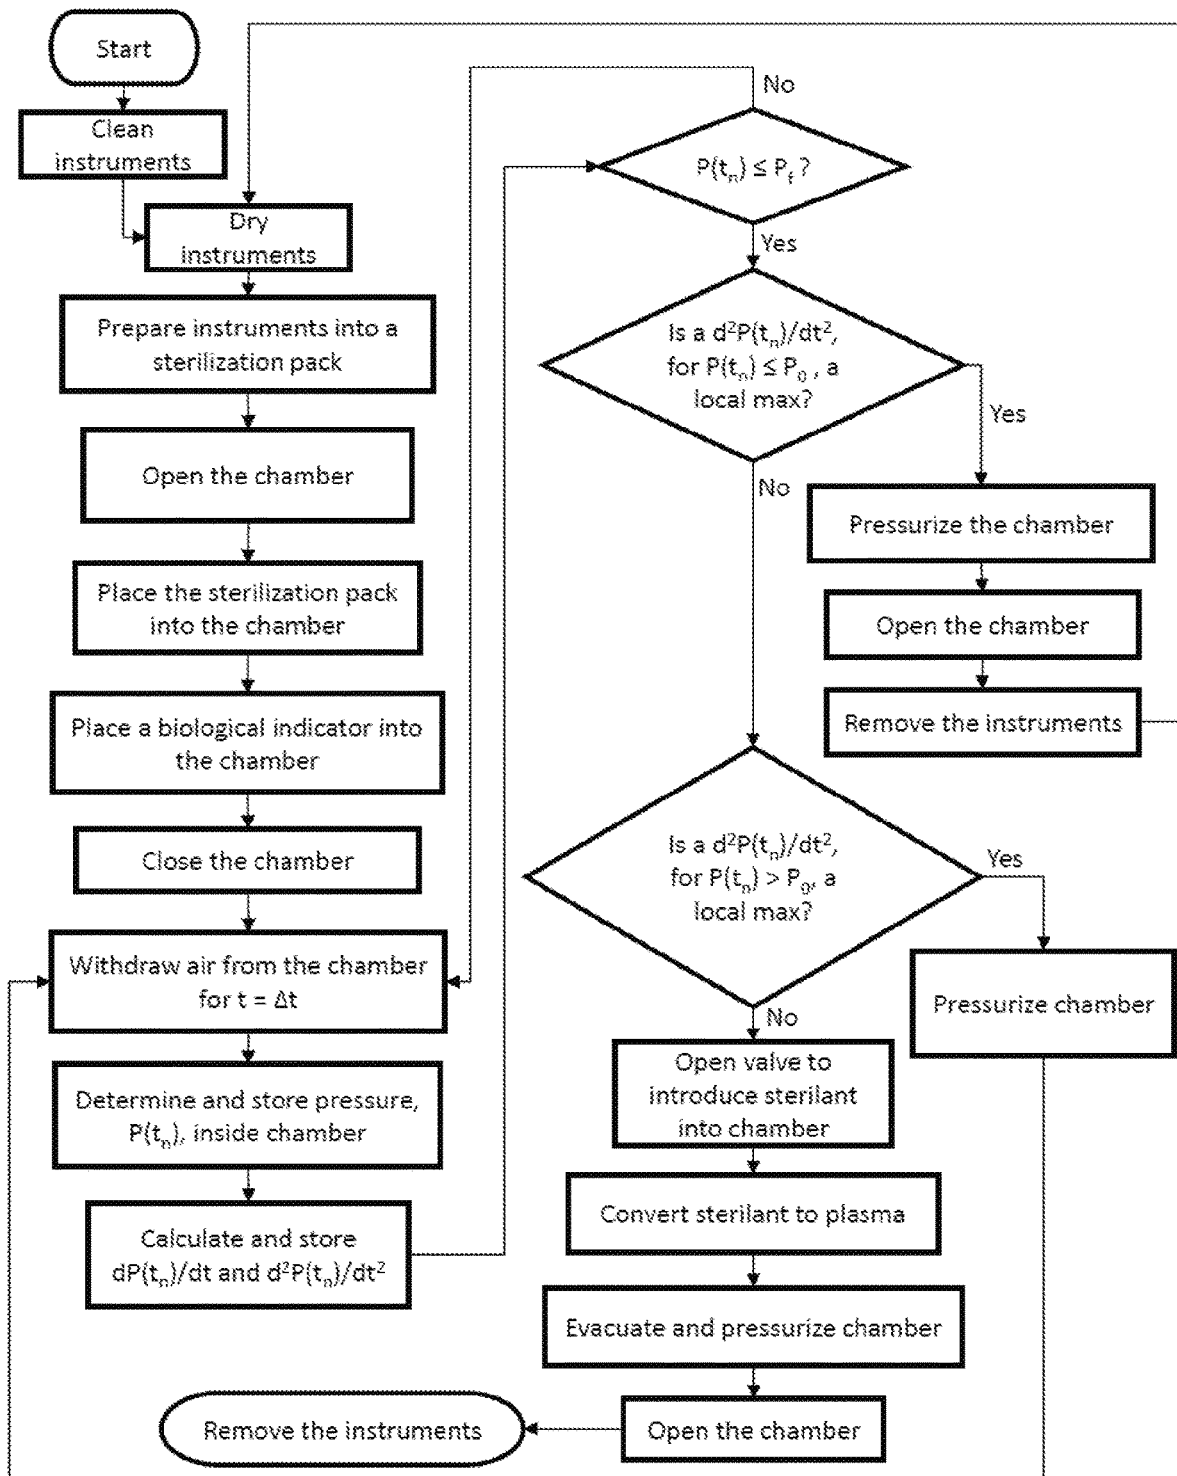 Start
Clean
instruments
Dry
instruments
Prepare instruments into a
sterilization pack
Open the chamber
Place the sterilization pack
into the chamber
Place a biological indicator into
the chamber
Close the chamber
Withdraw air from the chamber
for t = Δt
Determine and store pressure,
P(tₙ), inside chamber
Calculate and store
dP(tₙ)/dt and d²P(tₙ)/dt²
No
P(tₙ) ≤ P_f ?
Yes
Is a d²P(tₙ)/dt²,
for P(tₙ) ≤ P₀ , a
local max?
Yes
No
Pressurize the chamber
Open the chamber
Remove the instruments
Is a d²P(tₙ)/dt²,
for P(tₙ) > P₀, a
local max?
Yes
No
Pressurize chamber
Open valve to
introduce sterilant
into chamber
Convert sterilant to plasma
Evacuate and pressurize chamber
Open the chamber
Remove the instruments